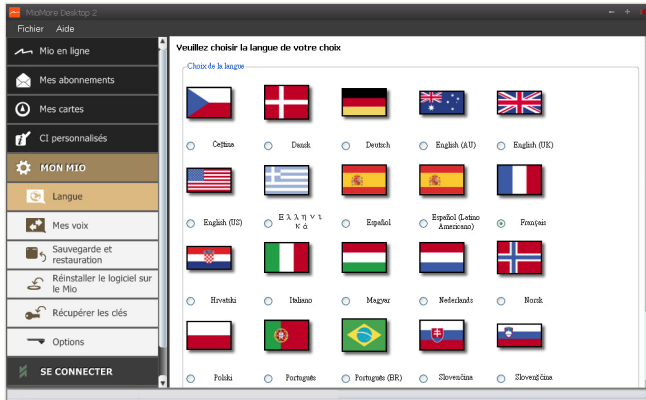 MioMore Desktop 2
Fichier Aide
Mio en ligne
Mes abonnements
Mes cartes
CI personnalisés
MON MIO
Langue
Mes voix
Sauvegarde et
restauration
Réinstaller le logiciel sur
le Mio
Récupérer les clés
Options
SE CONNECTER
Veuillez choisir la langue de votre choix
Choix de la langue
Ceština Dansk Deutsch English (AU) English (UK)
English (US) Ελληνικά Español Español (Latino Americano) Français
Hrvatski Italiano Magyar Nederlands Norsk
Polski Português Português (BR) Slovenčina Slovenščina